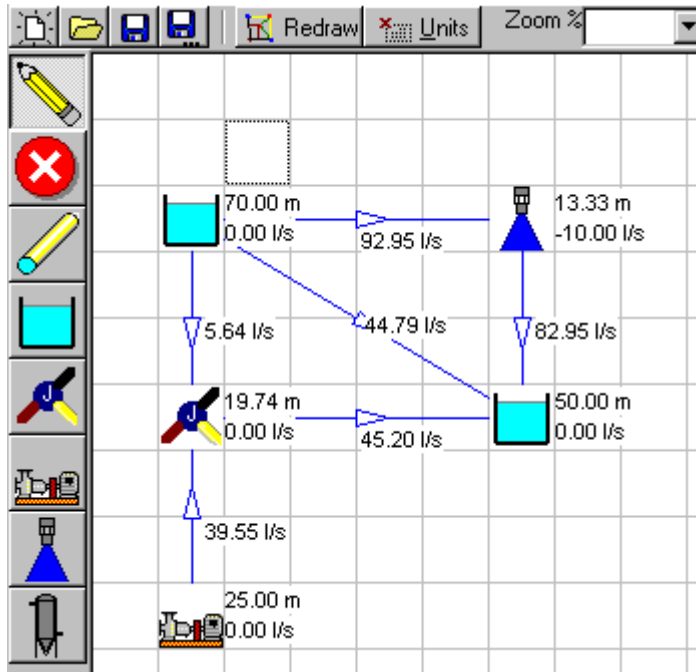 Redraw Units Zoom %
70.00 m
0.00 l/s
92.95 l/s
13.33 m
-10.00 l/s
5.64 l/s
44.79 l/s
82.95 l/s
J
J
19.74 m
0.00 l/s
45.20 l/s
50.00 m
0.00 l/s
39.55 l/s
25.00 m
0.00 l/s